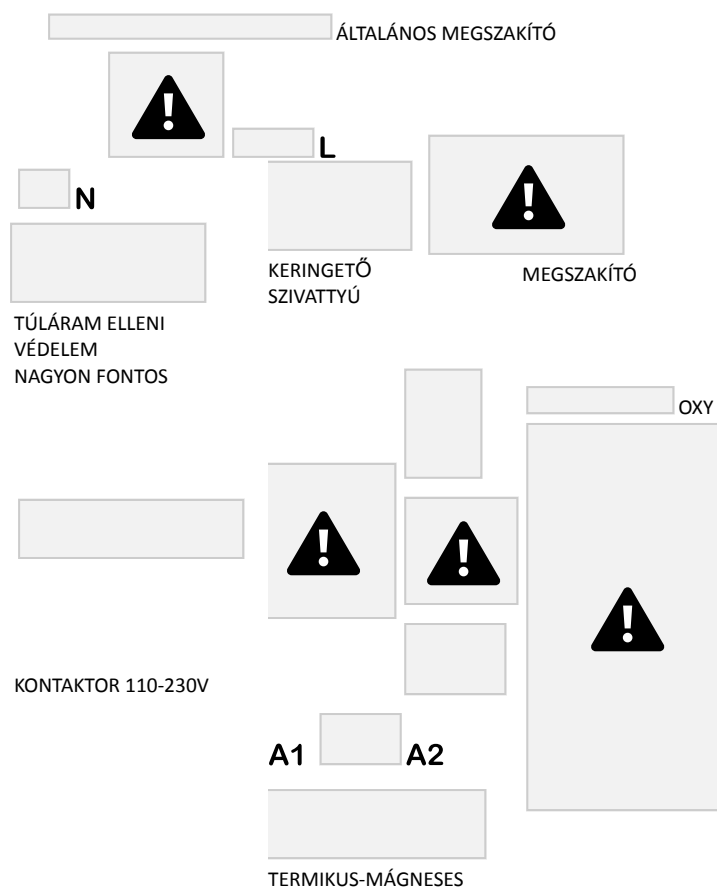 ÁLTALÁNOS MEGSZAKÍTÓ
L
N
KERINGETŐ
SZIVATTYÚ
MEGSZAKÍTÓ
TÚLÁRAM ELLENI
VÉDELEM
NAGYON FONTOS
OXY
KONTAKTOR 110-230V
A1 A2
TERMIKUS-MÁGNESES